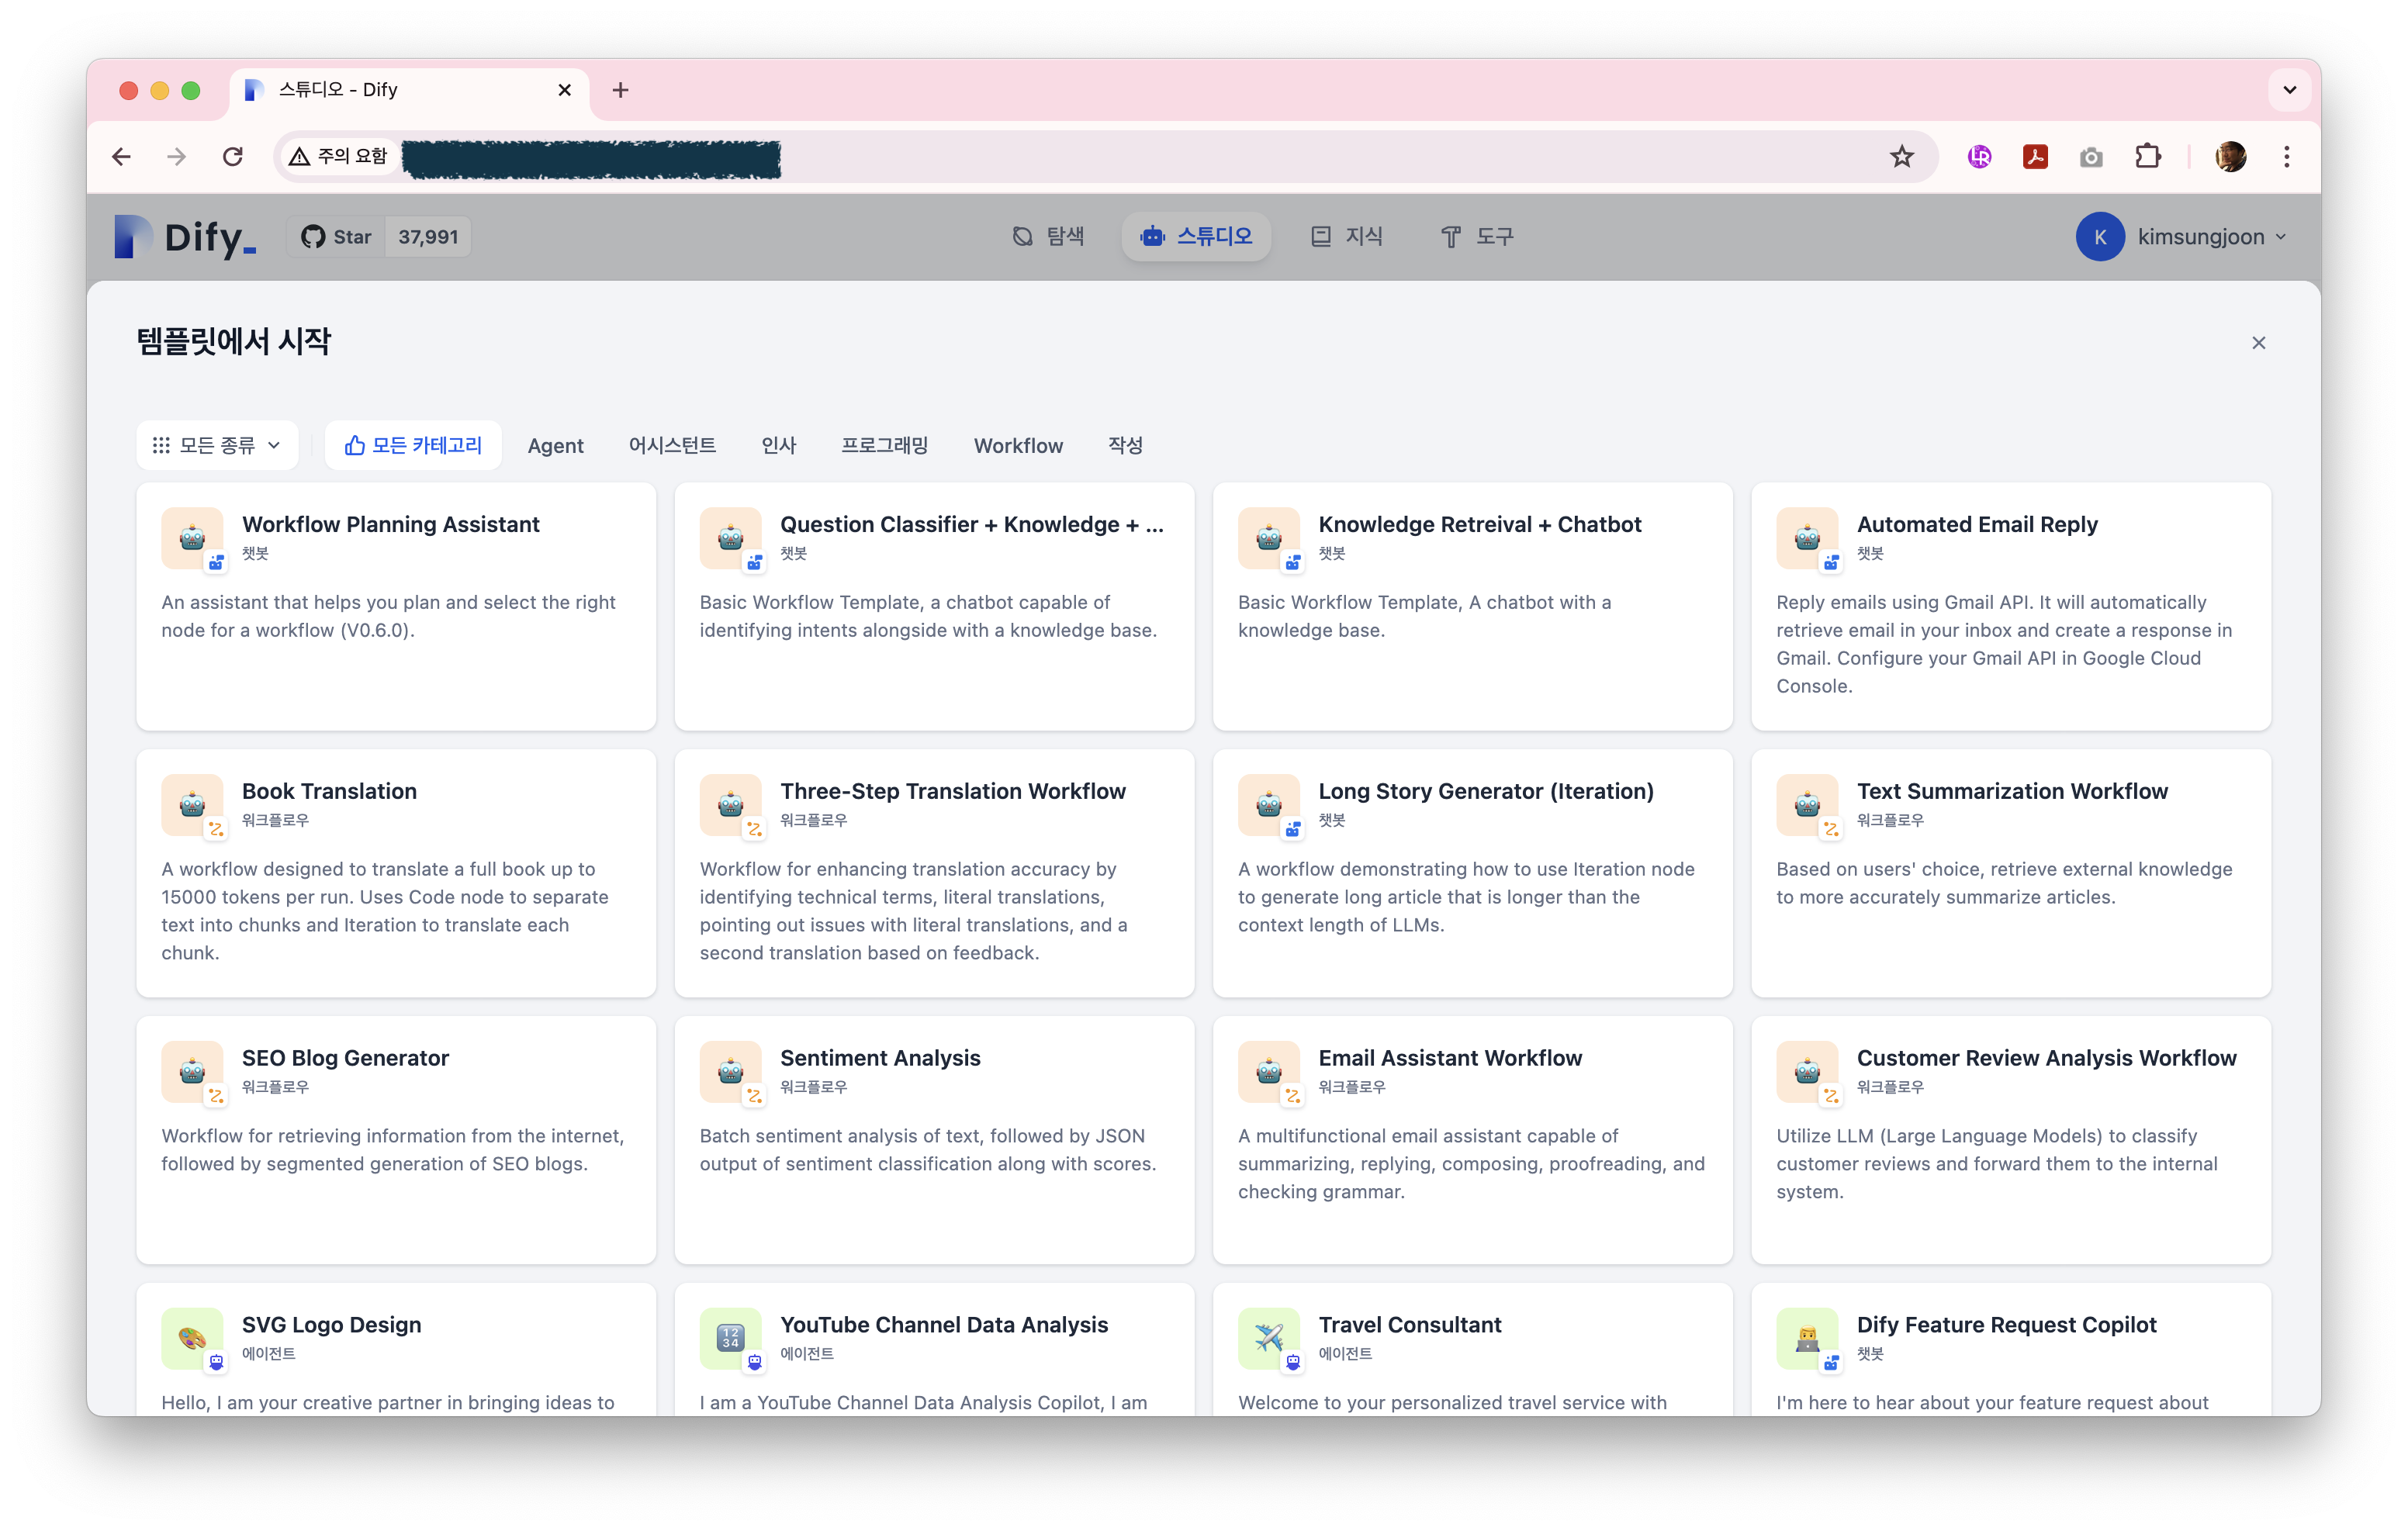 스튜디오 - Dify
주의 요함
Dify_
Star 37,991
탐색
스튜디오
지식
도구
K kimsungjoon
템플릿에서 시작
모든 종류
모든 카테고리
Agent
어시스턴트
인사
프로그래밍
Workflow
작성
Workflow Planning Assistant
챗봇
An assistant that helps you plan and select the right
node for a workflow (V0.6.0).
Question Classifier + Knowledge + ...
챗봇
Basic Workflow Template, a chatbot capable of
identifying intents alongside with a knowledge base.
Knowledge Retreival + Chatbot
챗봇
Basic Workflow Template, A chatbot with a
knowledge base.
Automated Email Reply
챗봇
Reply emails using Gmail API. It will automatically
retrieve email in your inbox and create a response in
Gmail. Configure your Gmail API in Google Cloud
Console.
Book Translation
워크플로우
A workflow designed to translate a full book up to
15000 tokens per run. Uses Code node to separate
text into chunks and Iteration to translate each
chunk.
Three-Step Translation Workflow
워크플로우
Workflow for enhancing translation accuracy by
identifying technical terms, literal translations,
pointing out issues with literal translations, and a
second translation based on feedback.
Long Story Generator (Iteration)
챗봇
A workflow demonstrating how to use Iteration node
to generate long article that is longer than the
context length of LLMs.
Text Summarization Workflow
워크플로우
Based on users' choice, retrieve external knowledge
to more accurately summarize articles.
SEO Blog Generator
워크플로우
Workflow for retrieving information from the internet,
followed by segmented generation of SEO blogs.
Sentiment Analysis
워크플로우
Batch sentiment analysis of text, followed by JSON
output of sentiment classification along with scores.
Email Assistant Workflow
워크플로우
A multifunctional email assistant capable of
summarizing, replying, composing, proofreading, and
checking grammar.
Customer Review Analysis Workflow
워크플로우
Utilize LLM (Large Language Models) to classify
customer reviews and forward them to the internal
system.
SVG Logo Design
에이전트
Hello, I am your creative partner in bringing ideas to
YouTube Channel Data Analysis
에이전트
I am a YouTube Channel Data Analysis Copilot, I am
Travel Consultant
에이전트
Welcome to your personalized travel service with
Dify Feature Request Copilot
챗봇
I'm here to hear about your feature request about